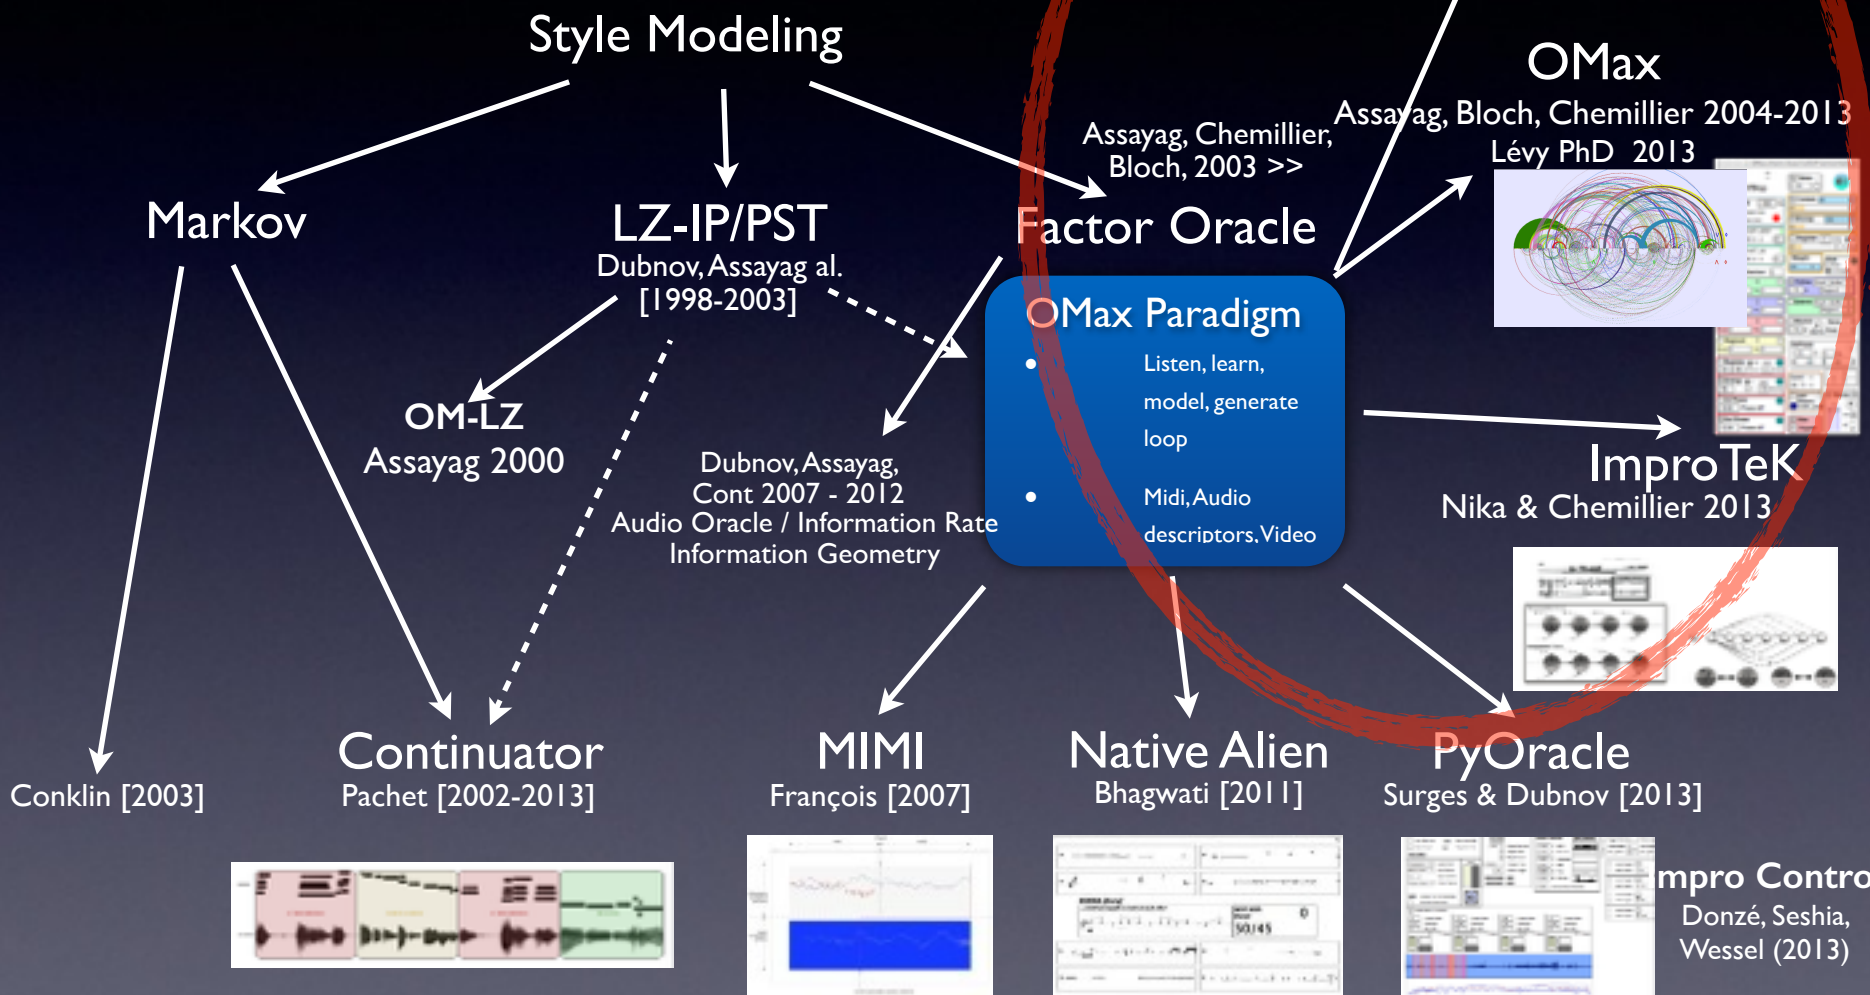 Style Modeling
OMax
Assayag, Bloch, Chemillier 2004-2013
Lévy PhD 2013
Assayag, Chemillier,
Bloch, 2003 >>
Markov
LZ-IP/PST
Dubnov, Assayag al.
[1998-2003]
Factor Oracle
OMax Paradigm
• Listen, learn,
model, generate
loop
• Midi, Audio
descriptors, Video
OM-LZ
Assayag 2000
Dubnov, Assayag,
Cont 2007 - 2012
Audio Oracle / Information Rate
Information Geometry
ImproTeK
Nika & Chemillier 2013
Conklin [2003]
Continuator
Pachet [2002-2013]
MIMI
François [2007]
Native Alien
Bhagwati [2011]
PyOracle
Surges & Dubnov [2013]
50/45
mpro Contro
Donzé, Seshia,
Wessel (2013)